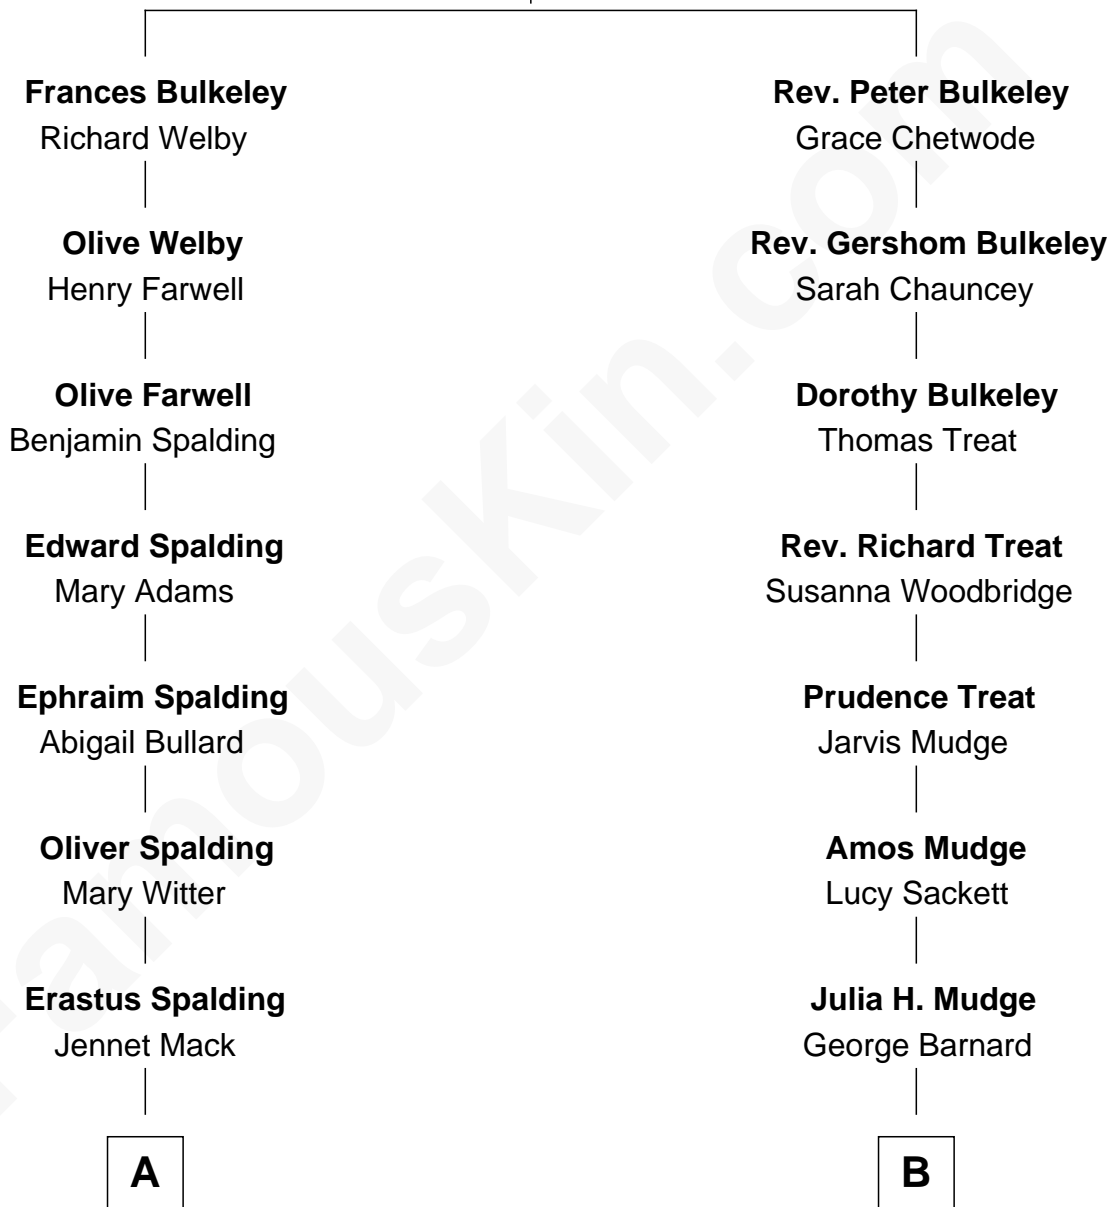 Frances Bulkeley
Richard Welby
Olive Welby
Henry Farwell
Olive Farwell
Benjamin Spalding
Edward Spalding
Mary Adams
Ephraim Spalding
Abigail Bullard
Oliver Spalding
Mary Witter
Erastus Spalding
Jennet Mack
A
Rev. Peter Bulkeley
Grace Chetwode
Rev. Gershom Bulkeley
Sarah Chauncey
Dorothy Bulkeley
Thomas Treat
Rev. Richard Treat
Susanna Woodbridge
Prudence Treat
Jarvis Mudge
Amos Mudge
Lucy Sackett
Julia H. Mudge
George Barnard
B
FamousKin.com